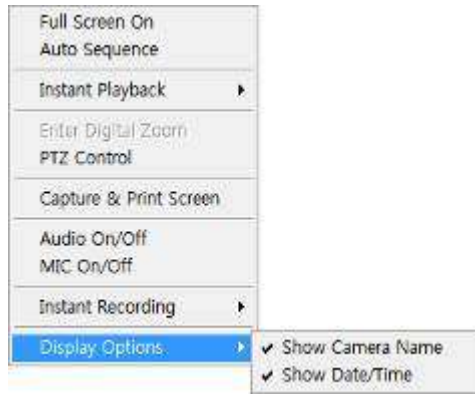 Full Screen On
Auto Sequence
Instant Playback
Enter Digital Zoom
PTZ Control
Capture & Print Screen
Audio On/Off
MIC On/Off
Instant Recording
Display Options
Show Camera Name
Show Date/Time